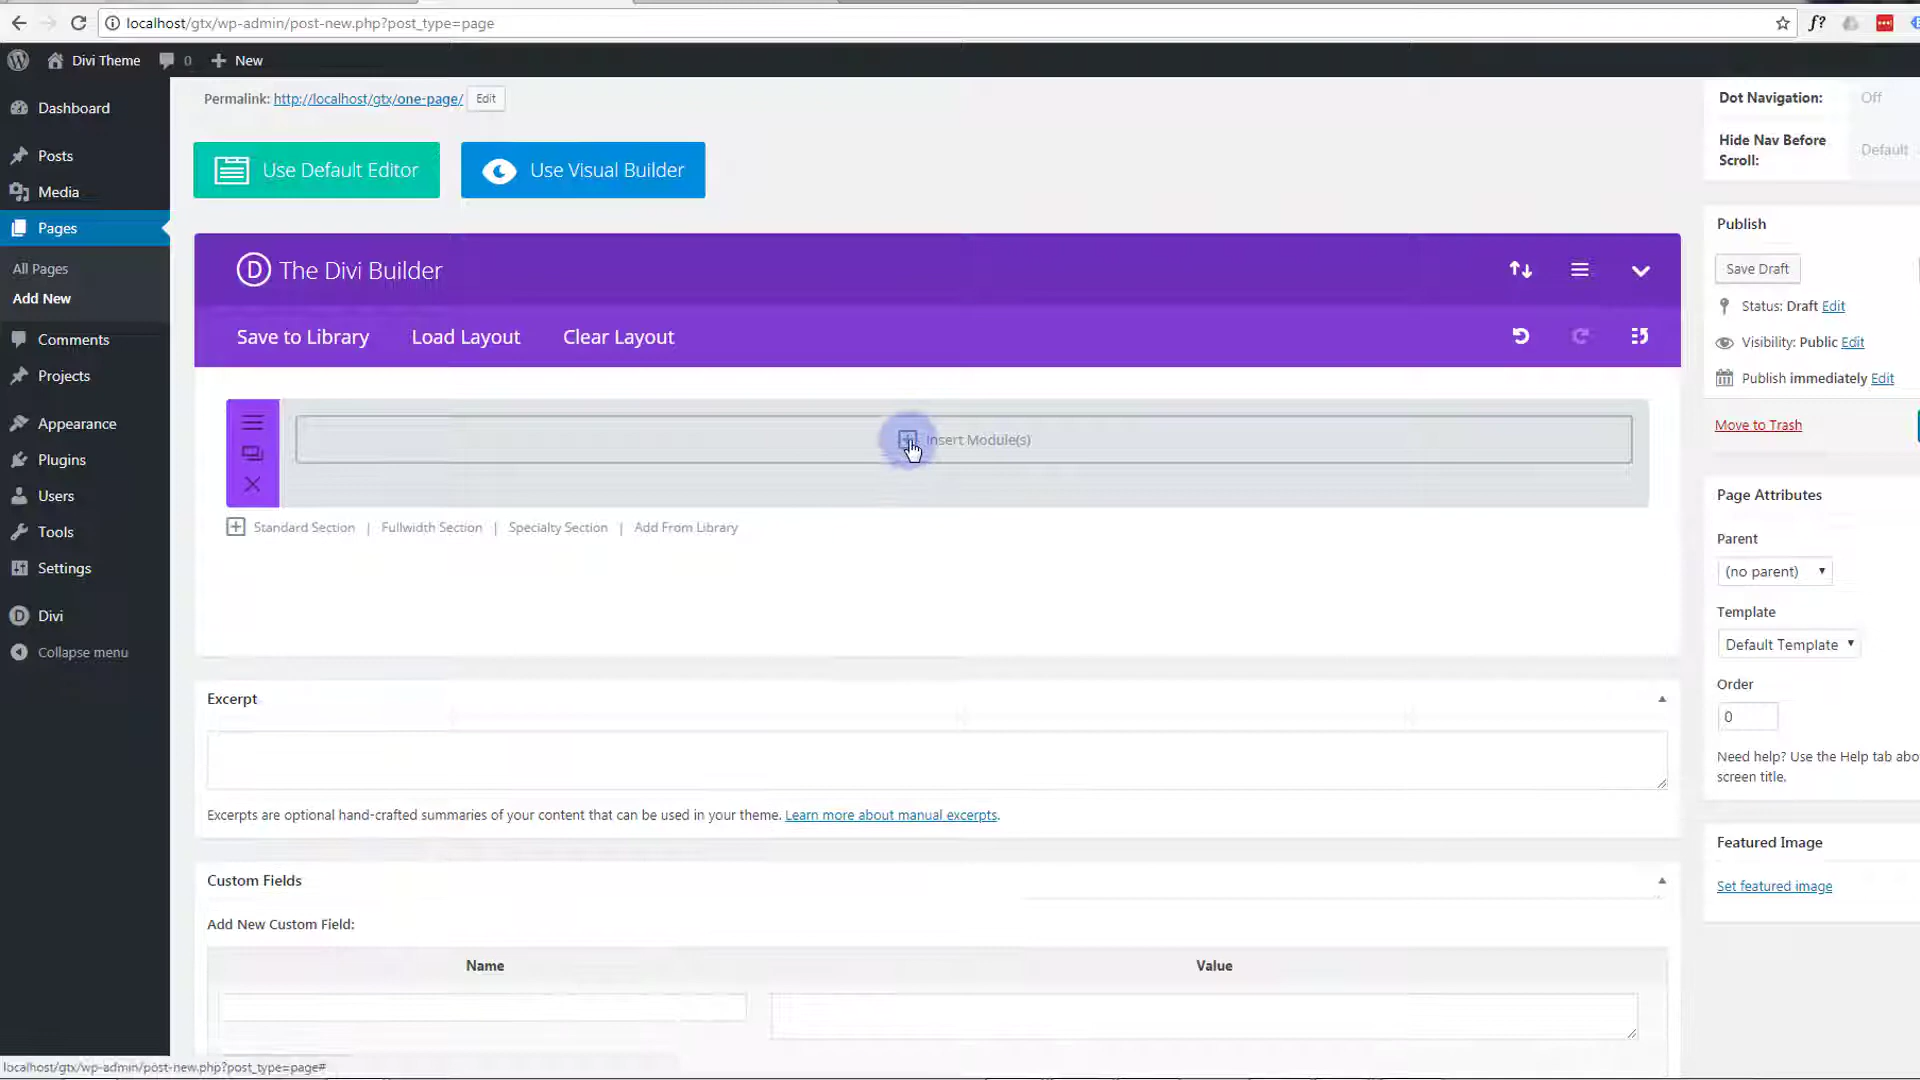 localhost/gtx/wp-admin/post-new.php?post_type=page
f?
Divi Theme
0
New
Dashboard
Posts
Media
Pages
All Pages
Add New
Comments
Projects
Appearance
Plugins
Users
Tools
Settings
Divi
Collapse menu
Permalink: http://localhost/gtx/one-page/ Edit
Use Default Editor
Use Visual Builder
D The Divi Builder
Save to Library
Load Layout
Clear Layout
Insert Module(s)
Standard Section | Fullwidth Section | Specialty Section | Add From Library
Excerpt
Excerpts are optional hand-crafted summaries of your content that can be used in your theme. Learn more about manual excerpts.
Custom Fields
Add New Custom Field:
Name
Value
Dot Navigation: Off
Hide Nav Before
Scroll:
Default
Publish
Save Draft
Status: Draft Edit
Visibility: Public Edit
Publish immediately Edit
Move to Trash
Page Attributes
Parent
(no parent)
Template
Default Template
Order
0
Need help? Use the Help tab abo
screen title.
Featured Image
Set featured image
localhost/gtx/wp-admin/post-new.php?post_type=page#